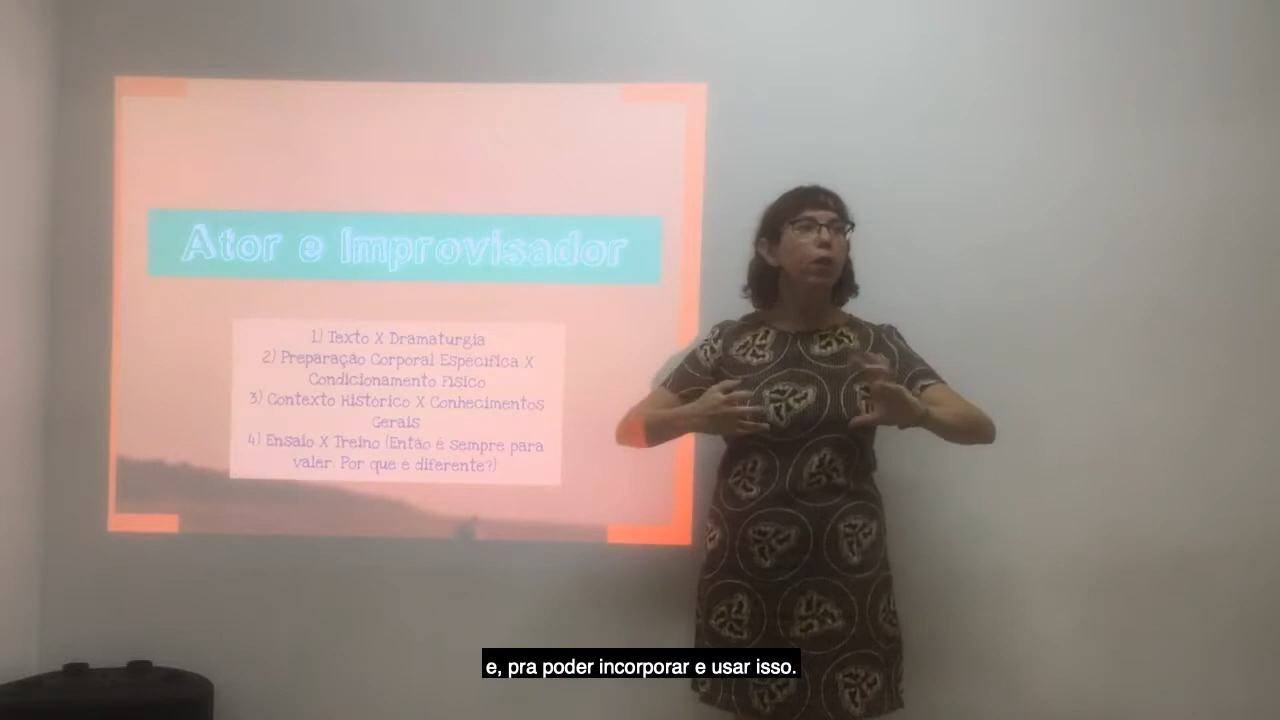 Ator e Improvisador
1) Texto X Dramaturgia
2) Preparação Corporal Específica X
Condicionamento Físico
3) Contexto Histórico X Conhecimentos
Gerais
4) Ensaio X Treino (Então é sempre para
valer. Por que é diferente?)
e, pra poder incorporar e usar isso.